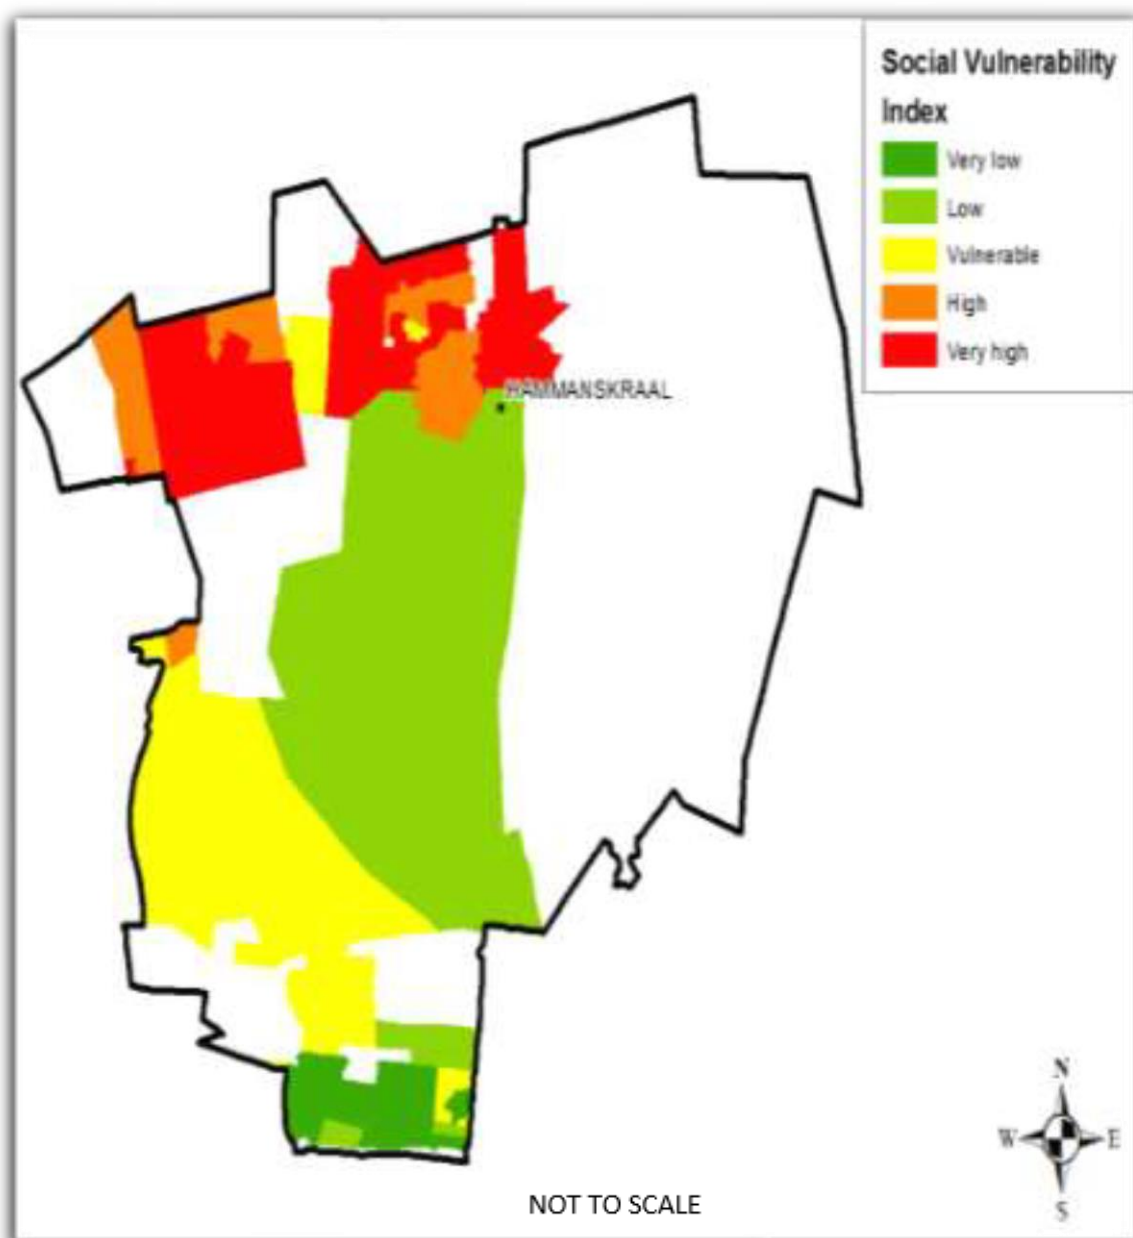 Social Vulnerability
Index
Very low
Low
Vulnerable
High
Very high
HAMMANSKRAAL
N
W E
S
NOT TO SCALE